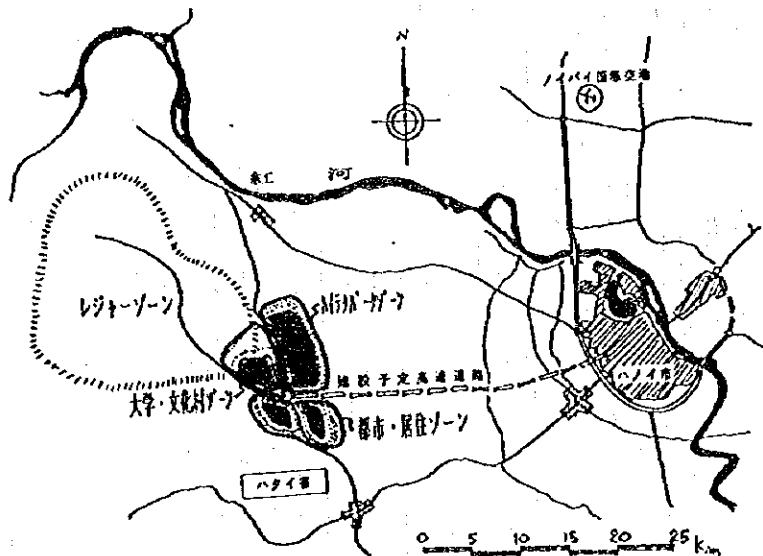 N
ノイバイ国際空港
紅 河
レジャーゾーン
ハイテクパークゾーン
建設予定高速道路
ハノイ市
大学・文化村ゾーン
都市・居住ゾーン
ハタイ省
0 5 10 15 20 25 km